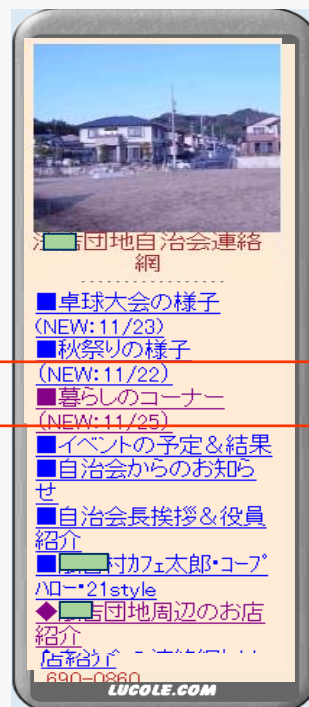 団地自治会連絡
網
■卓球大会の様子
(NEW:11/23)
■秋祭りの様子
(NEW:11/22)
■暮らしのコーナー
(NEW:11/25)
■イベントの予定&結果
■自治会からのお知ら
せ
■自治会長挨拶&役員
紹介
■村カフェ太郎・コープ
ハロー・21style
◆団地周辺のお店
紹介
690-0860
LUCOLE.COM